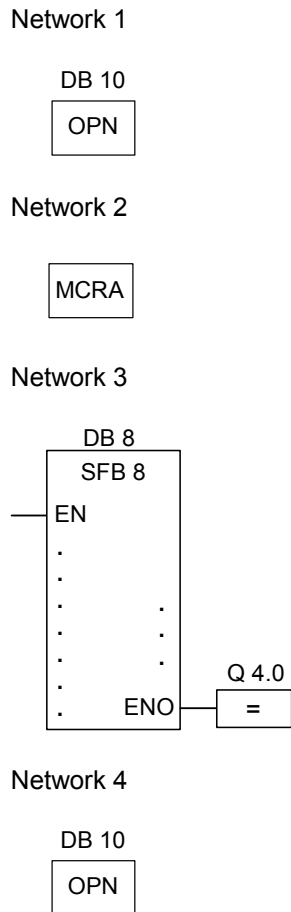 Network 1
DB 10
OPN
Network 2
MCRA
Network 3
DB 8
SFB 8
EN
.
.
. .
. .
. .
.
. ENO
Q 4.0
=
Network 4
DB 10
OPN